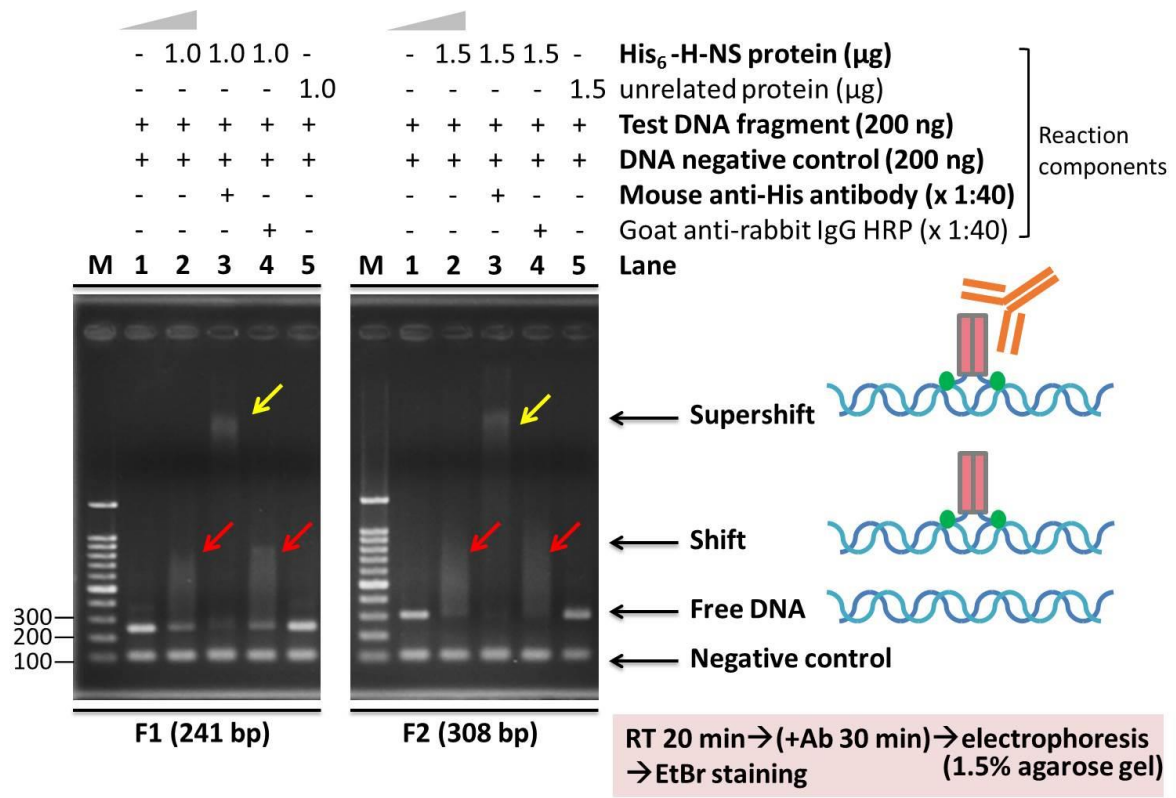 - 1.0 1.0 1.0 - - 1.5 1.5 1.5 - His₆-H-NS protein (µg)
- - - - 1.0 - - - - 1.5 unrelated protein (µg)
+ + + + + + + + + + Test DNA fragment (200 ng)
+ + + + + + + + + + DNA negative control (200 ng)
- - + - - - - + - - Mouse anti-His antibody (x 1:40)
- - - + - - - - + - Goat anti-rabbit IgG HRP (x 1:40)
Reaction
components
M 1 2 3 4 5 M 1 2 3 4 5 Lane
Supershift
Shift
300
Free DNA
200
100
Negative control
F1 (241 bp) F2 (308 bp)
RT 20 min→(+Ab 30 min)→electrophoresis
(1.5% agarose gel)
→EtBr staining